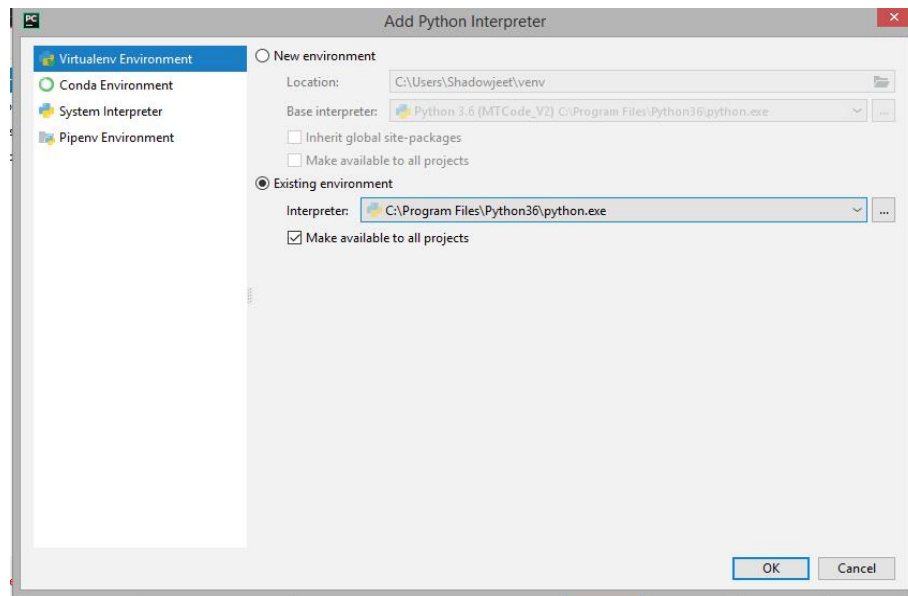 PC
Add Python Interpreter
Virtualenv Environment
Conda Environment
System Interpreter
Pipenv Environment
New environment
Location: C:\Users\Shadowjeet\venv
Base interpreter: Python 3.6 (MTCode_V2) C:\Program Files\Python36\python.exe ...
Inherit global site-packages
Make available to all projects
Existing environment
Interpreter: C:\Program Files\Python36\python.exe ...
Make available to all projects
OK Cancel